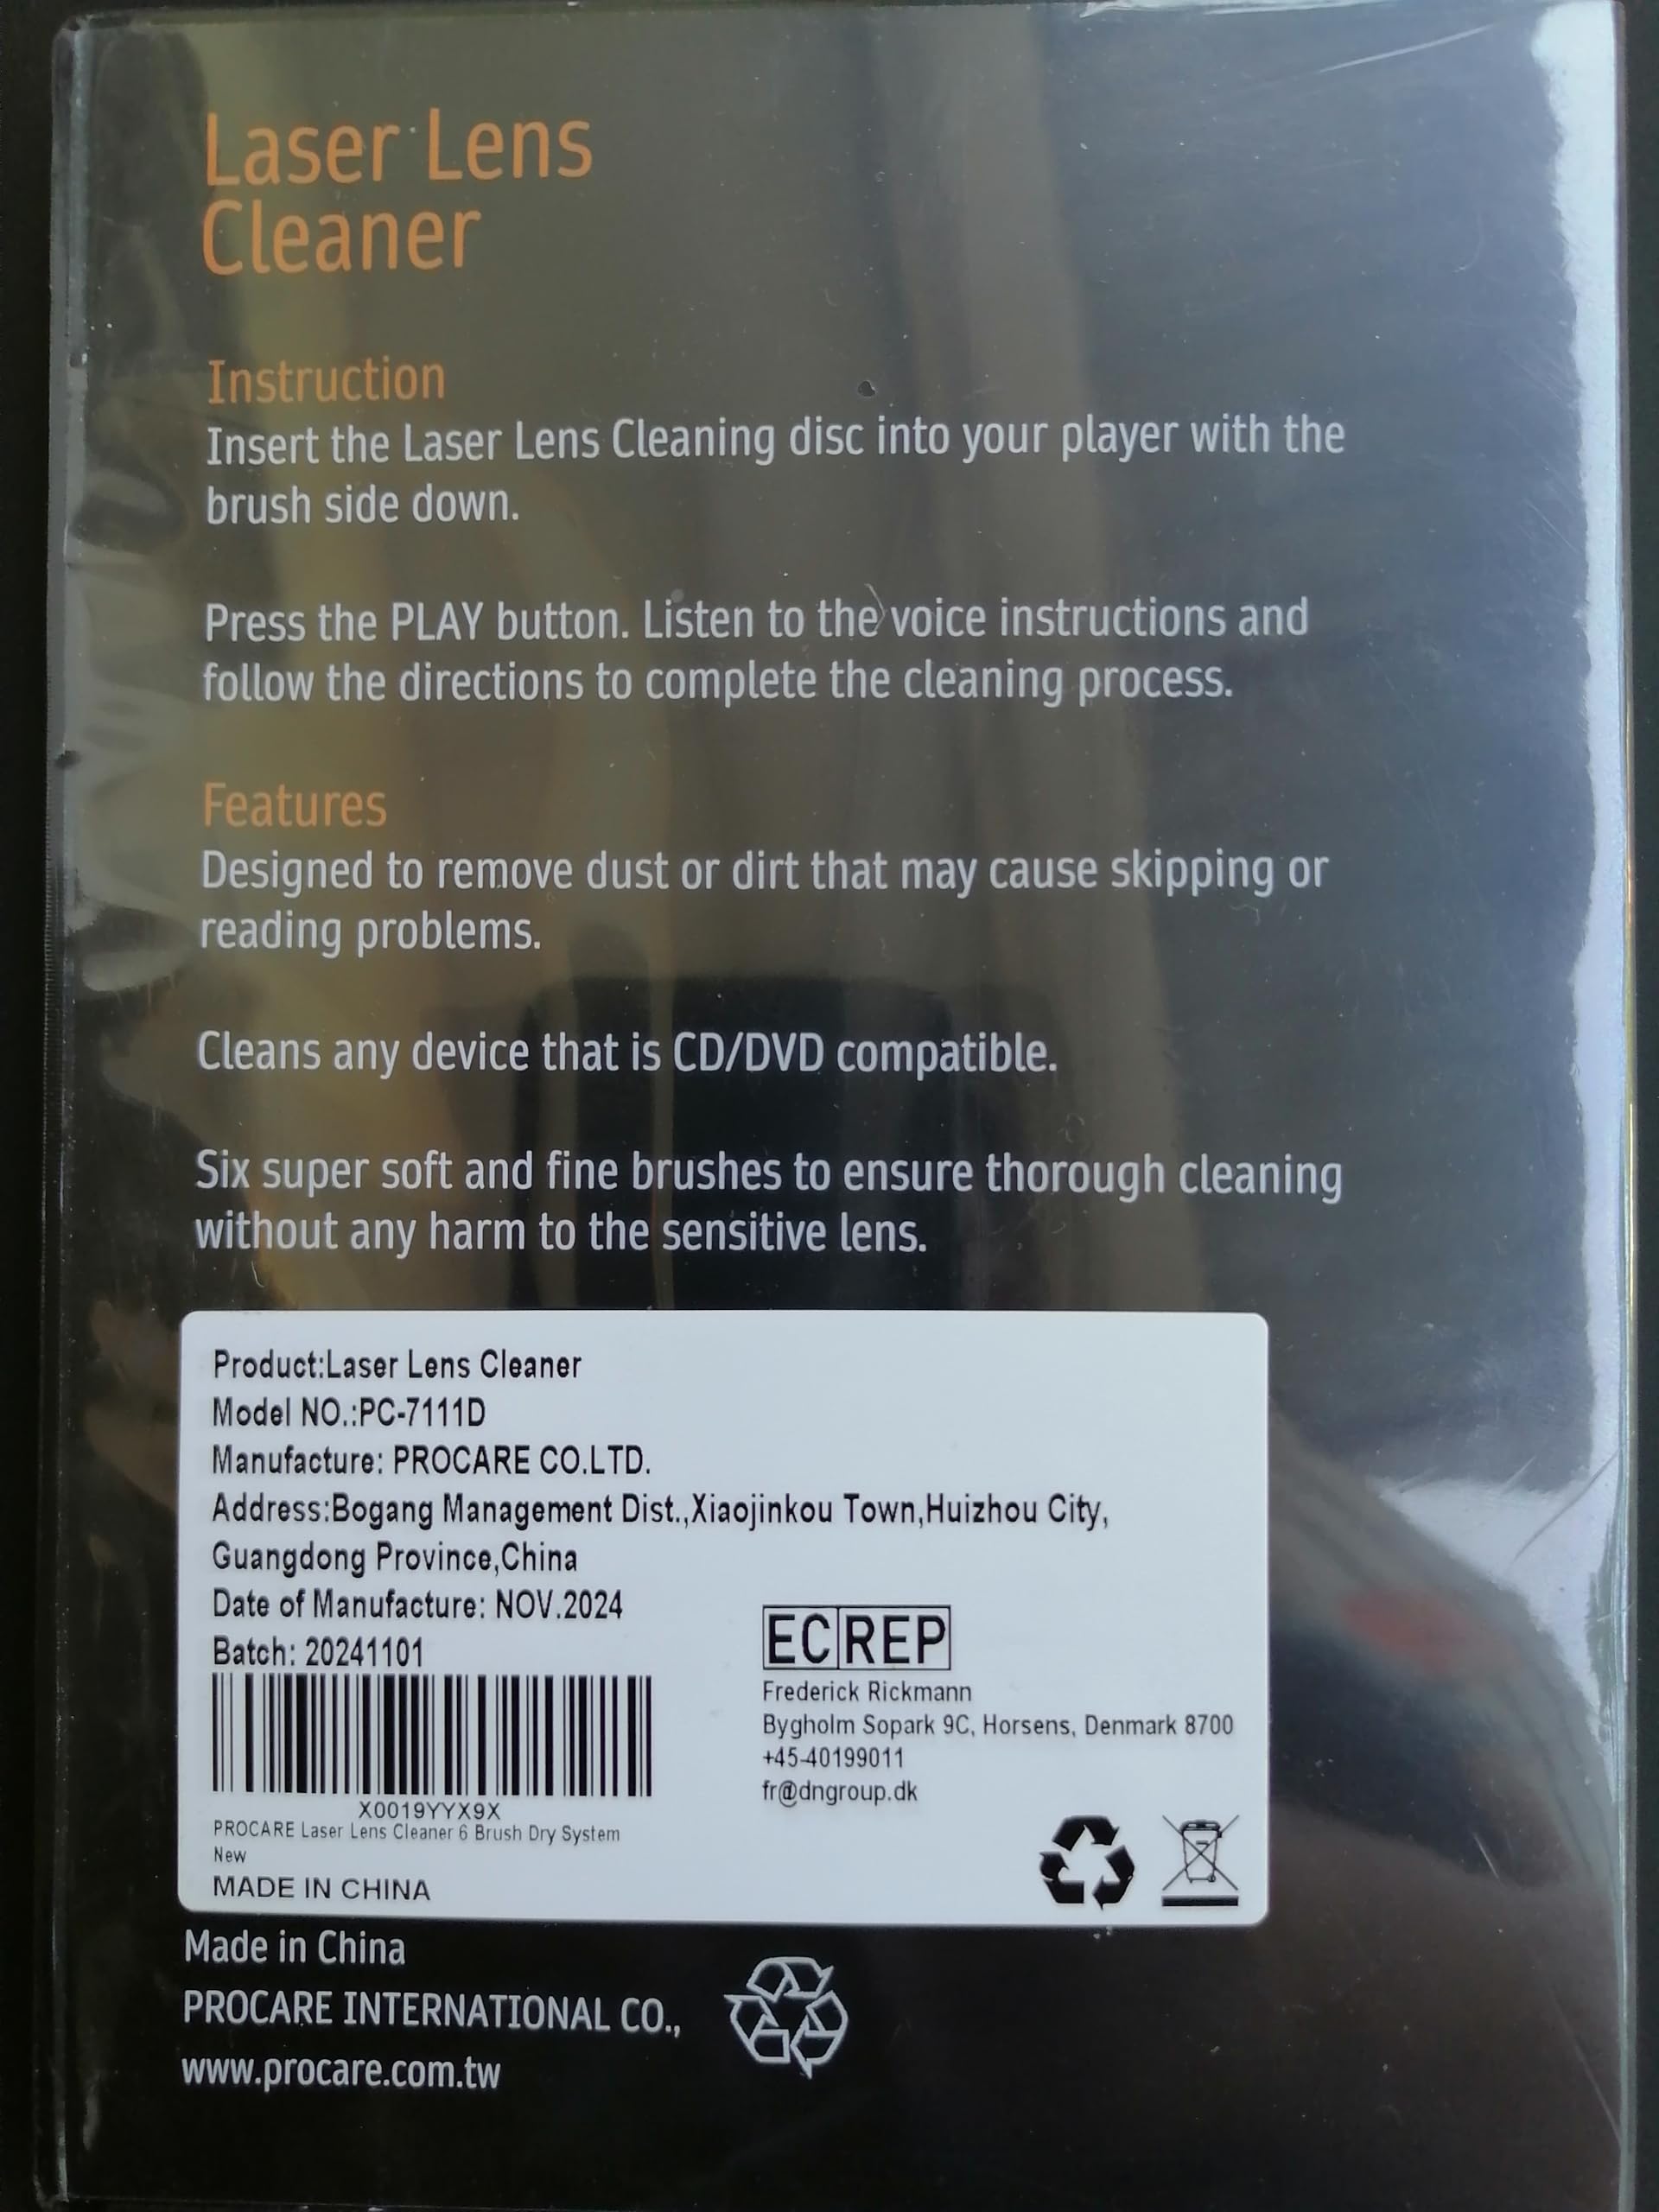 Laser Lens
Cleaner
Instruction
Insert the Laser Lens Cleaning disc into your player with the
brush side down.
Press the PLAY button. Listen to the voice instructions and
follow the directions to complete the cleaning process.
Features
Designed to remove dust or dirt that may cause skipping or
reading problems.
Cleans any device that is CD/DVD compatible.
Six super soft and fine brushes to ensure thorough cleaning
without any harm to the sensitive lens.
Product:Laser Lens Cleaner
Model NO.:PC-7111D
Manufacture: PROCARE CO.LTD.
Address:Bogang Management Dist.,Xiaojinkou Town,Huizhou City,
Guangdong Province,China
Date of Manufacture: NOV.2024
Batch: 20241101
X0019YYX9X
PROCARE Laser Lens Cleaner 6 Brush Dry System
New
MADE IN CHINA
EC REP
Frederick Rickmann
Bygholm Sopark 9C, Horsens, Denmark 8700
+45-40199011
fr@dngroup.dk
Made in China
PROCARE INTERNATIONAL CO.,
www.procare.com.tw